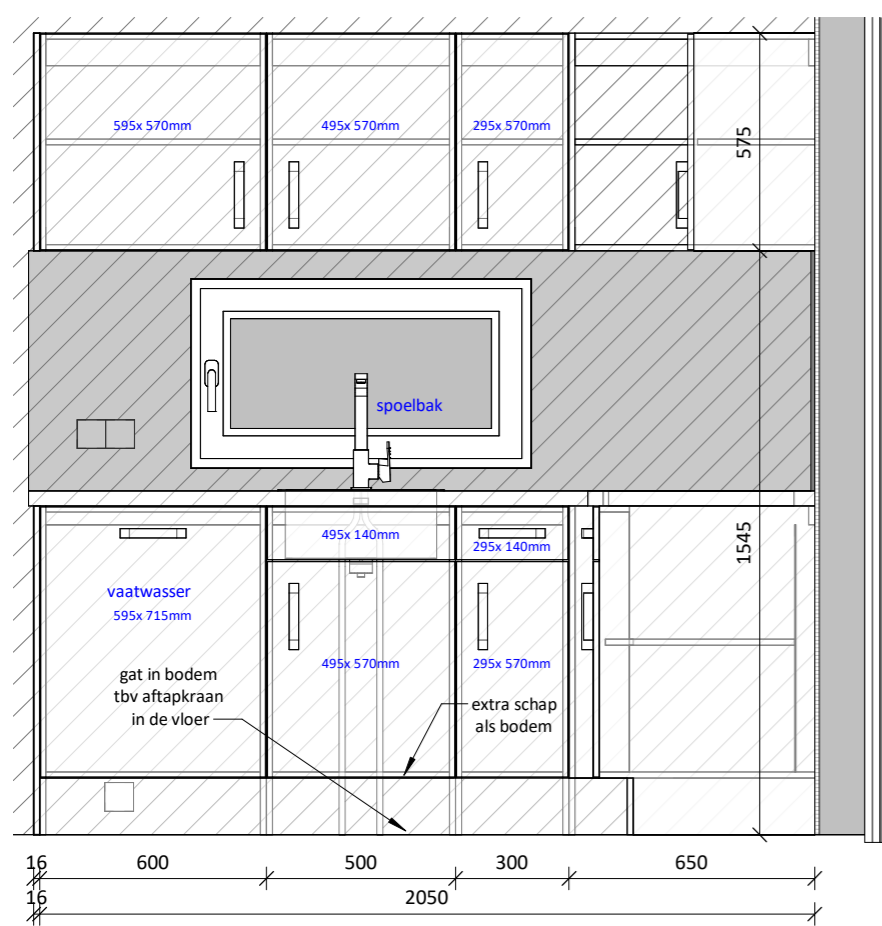 595x 570mm
495x 570mm
295x 570mm
575
spoelbak
495x 140mm
295x 140mm
1545
vaatwasser
595x 715mm
495x 570mm
295x 570mm
gat in bodem
tbv aftapkraan
in de vloer
extra schap
als bodem
16
600
500
300
650
16
2050